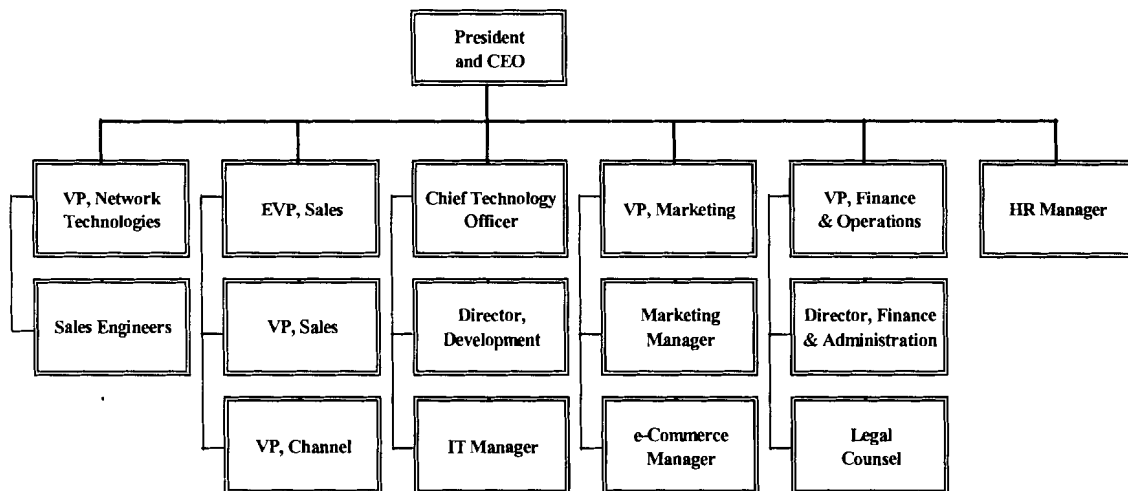 President
and CEO
VP, Network
Technologies
EVP, Sales
Chief Technology
Officer
VP, Marketing
VP, Finance
& Operations
HR Manager
Sales Engineers
VP, Sales
Director,
Development
Marketing
Manager
Director, Finance
& Administration
VP, Channel
IT Manager
e-Commerce
Manager
Legal
Counsel